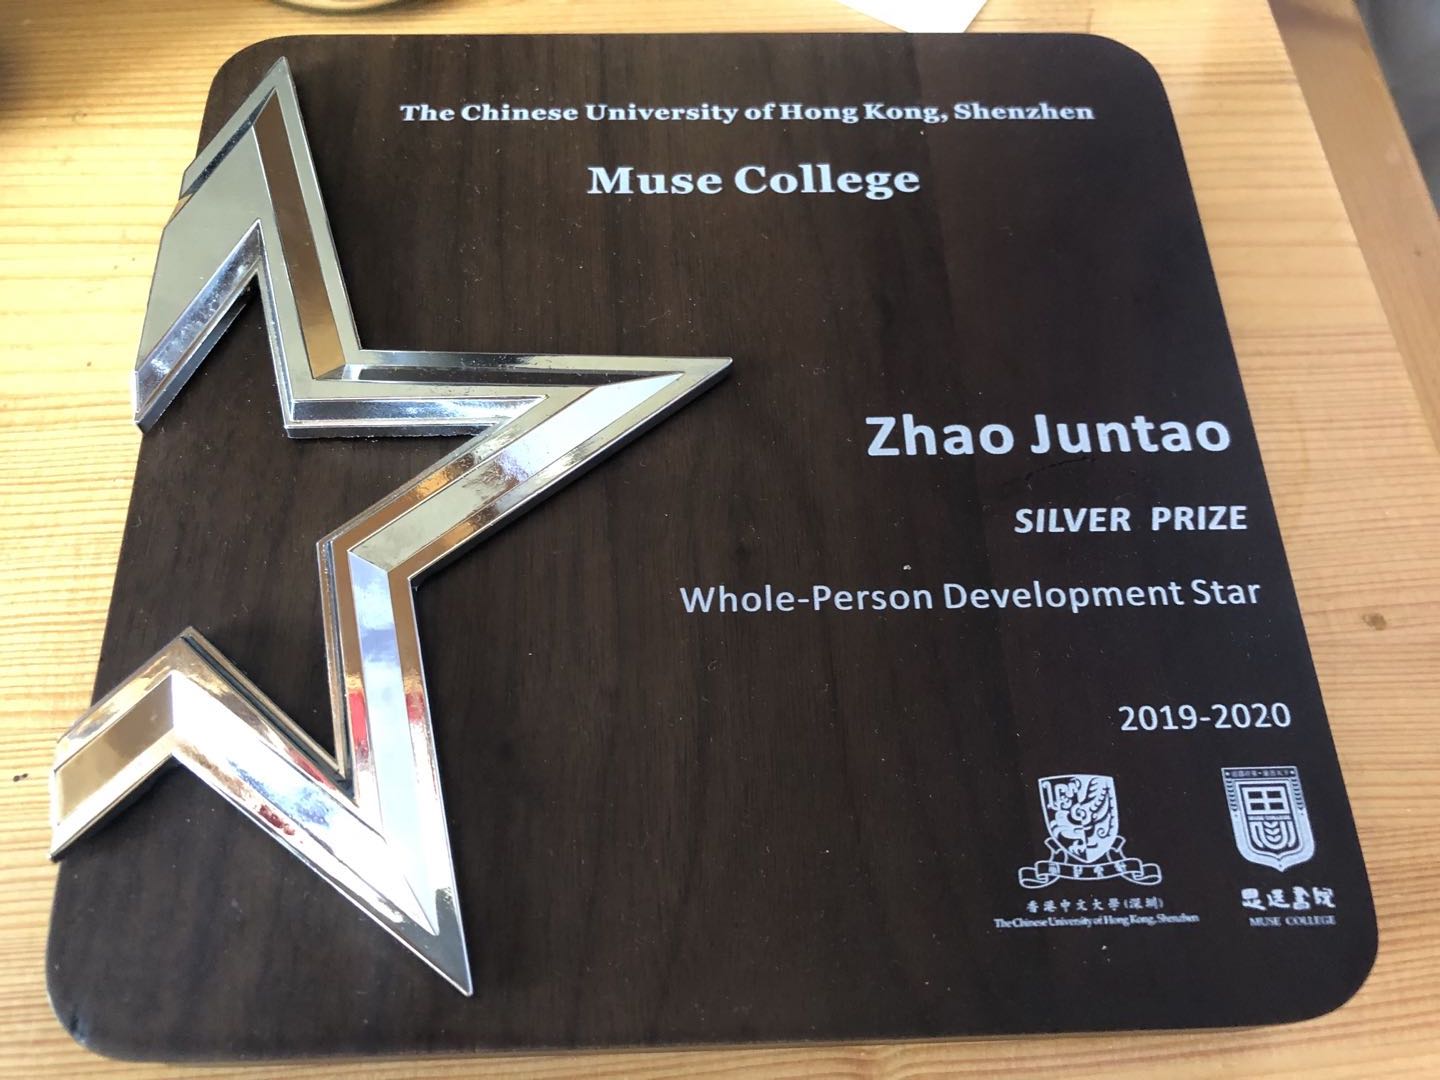 The Chinese University of Hong Kong, Shenzhen
Muse College
Zhao Juntao
SILVER PRIZE
Whole-Person Development Star
2019-2020
香港中文大學(深圳)
The Chinese University of Hong Kong, Shenzhen
思廷書院
MUSE COLLEGE
MUSE COLLEGE